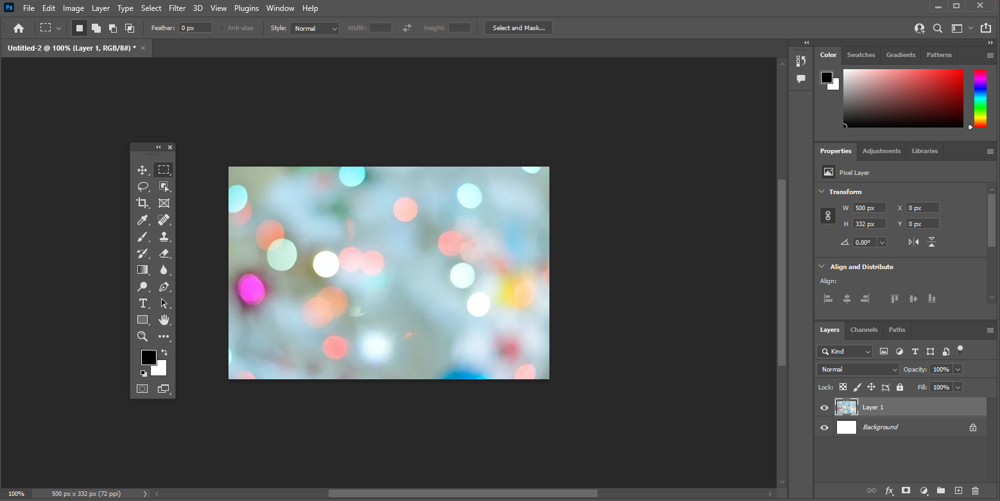 Ps File Edit Image Layer Type Select Filter 3D View Plugins Window Help
Feather: 0 px Anti-alias Style: Normal Width: Height: Select and Mask...
Untitled-2 @ 100% (Layer 1, RGB/8#) * ×
Color Swatches Gradients Patterns
Properties Adjustments Libraries
Pixel Layer
Transform
W 500 px X 0 px
H 332 px Y 0 px
0.00°
Align and Distribute
Align:
Layers Channels Paths
Kind
Normal Opacity: 100%
Lock: Fill: 100%
Layer 1
Background
fx
100% 500 px x 332 px (72 ppi)